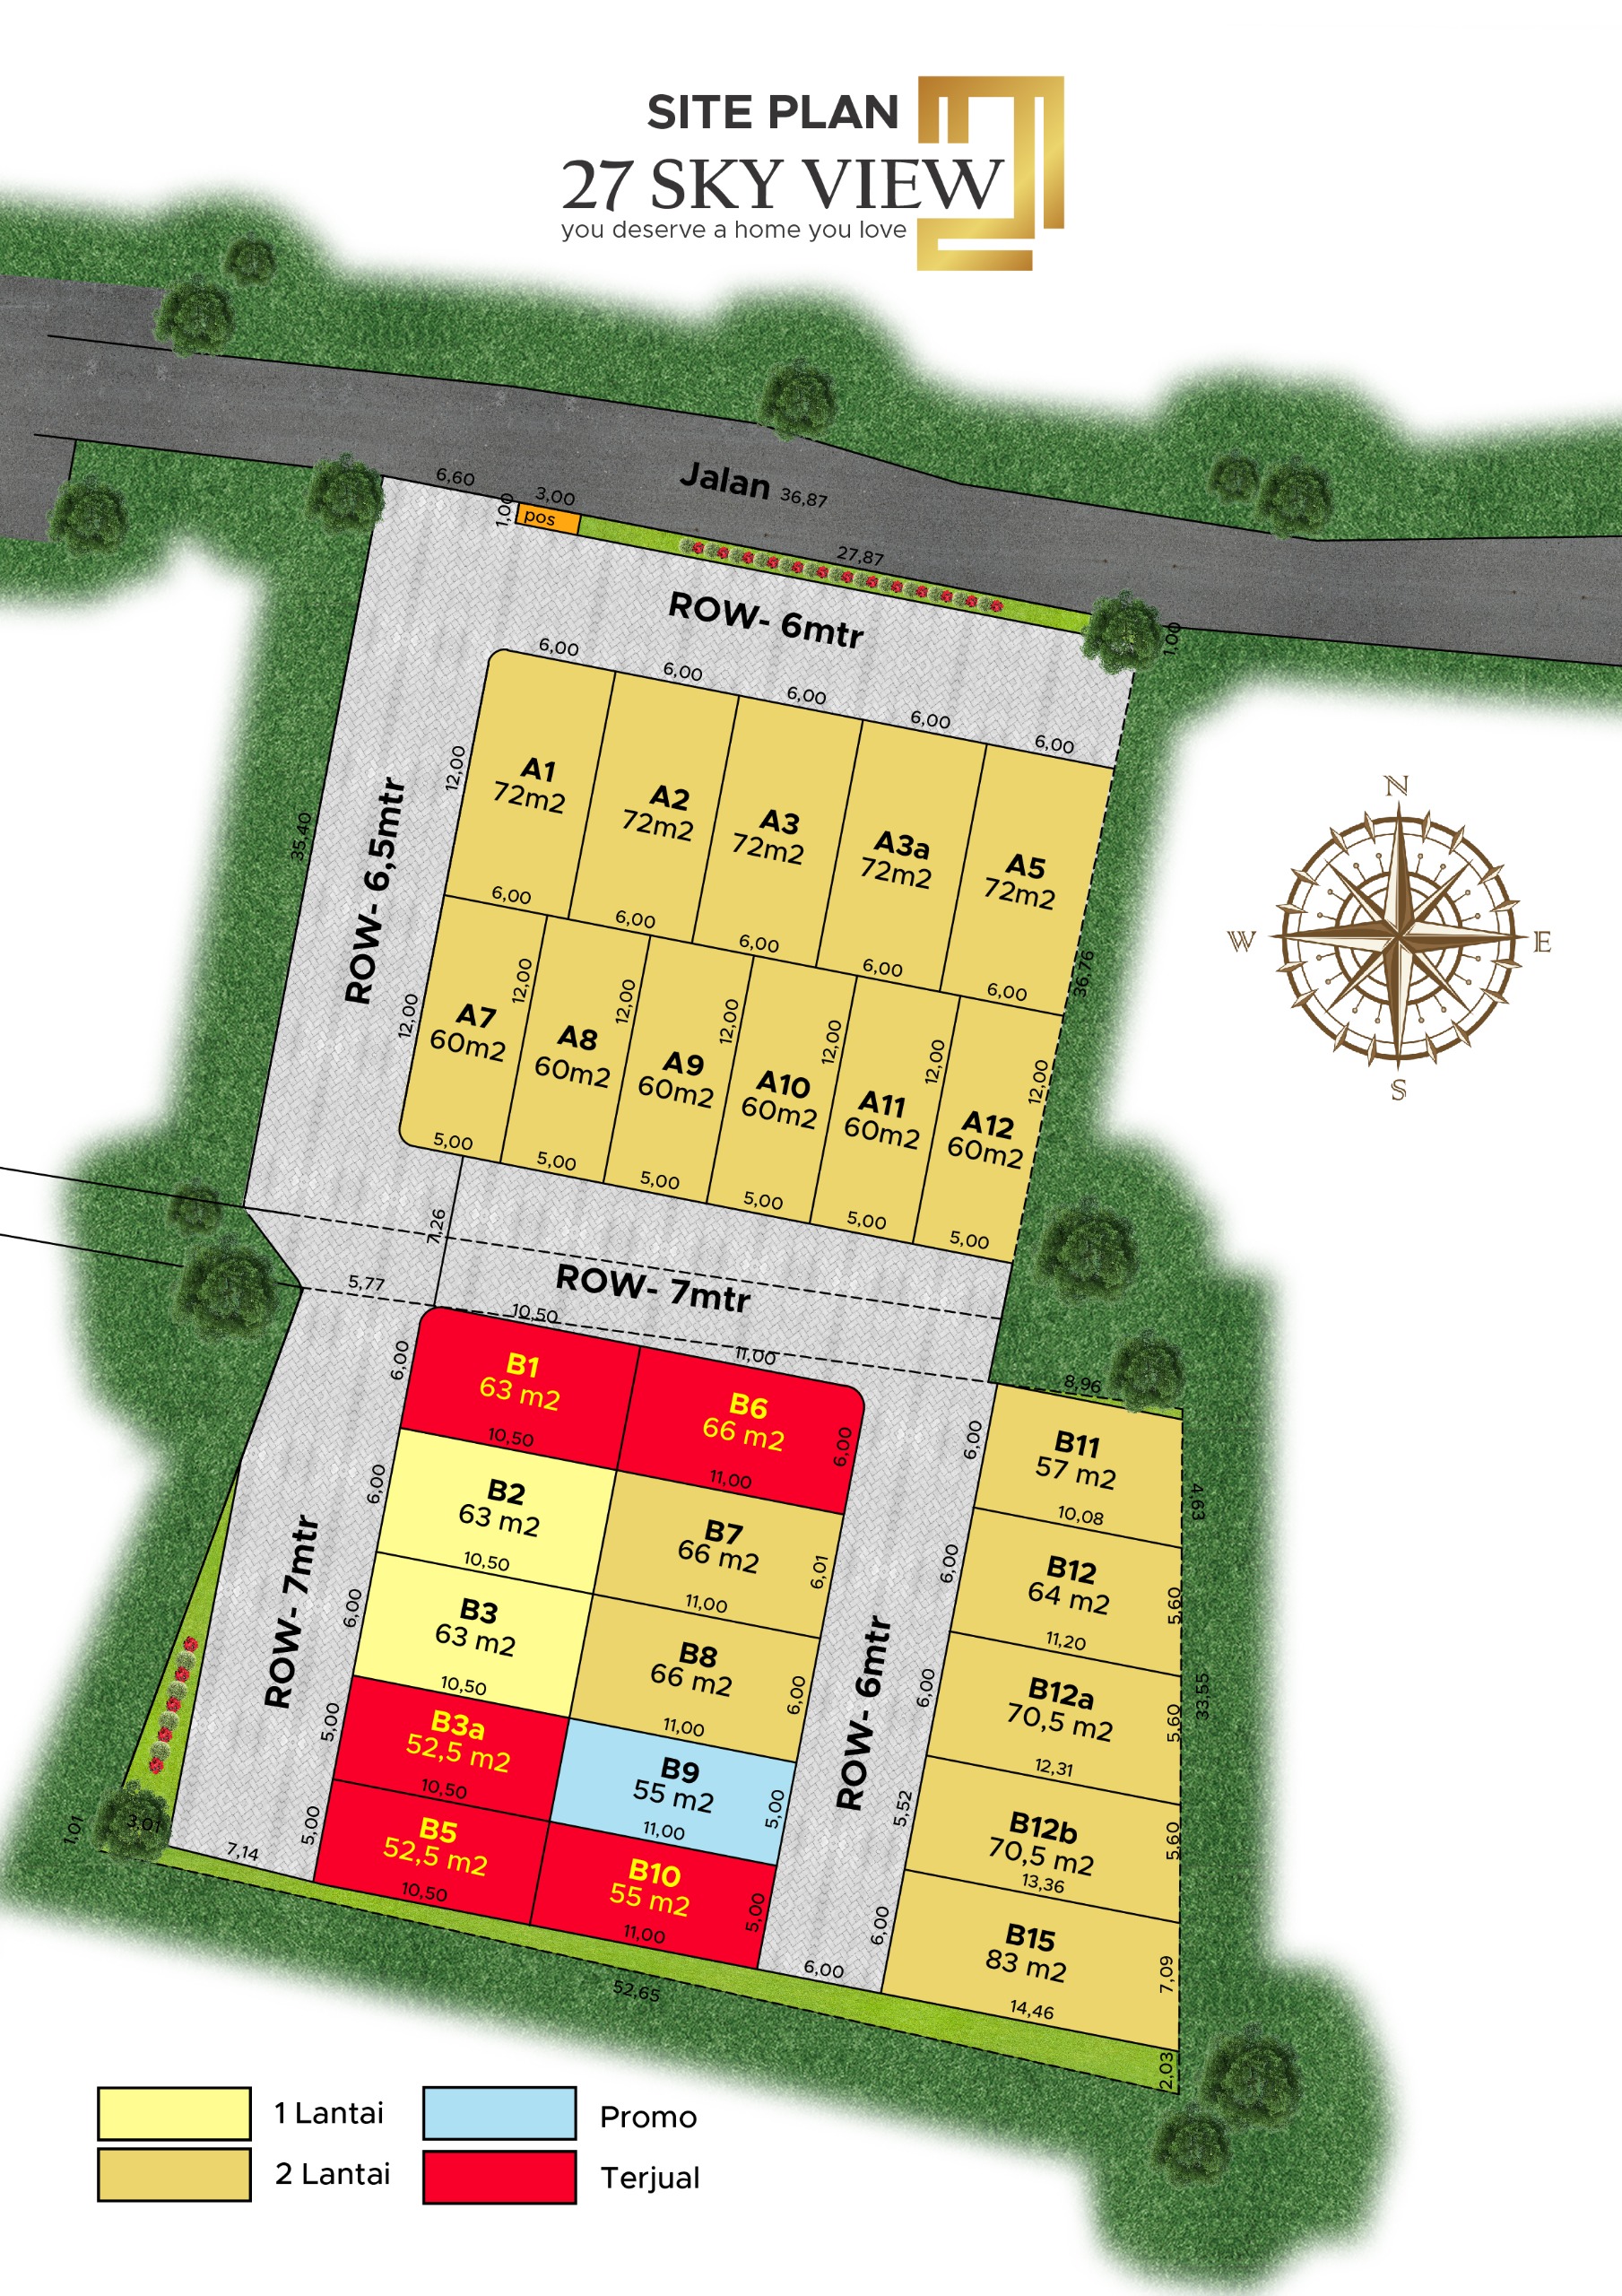 SITE PLAN
27 SKY VIEW
you deserve a home you love
6,60
3,00
1,00
pos
Jalan 36,87
27,87
1,00
ROW- 6mtr
6,00
6,00
6,00
6,00
6,00
12,00
A1
72m2
A2
72m2
A3
72m2
A3a
72m2
A5
72m2
35,40
ROW- 6,5mtr
6,00
6,00
6,00
6,00
6,00
36,76
N
W
E
S
12,00
A7
60m2
12,00
A8
60m2
12,00
A9
60m2
12,00
A10
60m2
12,00
A11
60m2
12,00
A12
60m2
12,00
5,00
5,00
5,00
5,00
5,00
5,00
7,26
5,77
ROW- 7mtr
10,50
11,00
8,96
6,00
B1
63 m2
10,50
B6
66 m2
11,00
6,00
6,00
B11
57 m2
10,08
4,63
6,00
B2
63 m2
10,50
B7
66 m2
11,00
6,01
6,00
B12
64 m2
11,20
5,60
ROW- 7mtr
6,00
B3
63 m2
10,50
B8
66 m2
11,00
6,00
ROW- 6mtr
6,00
B12a
70,5 m2
12,31
5,60
33,55
5,00
B3a
52,5 m2
10,50
B9
55 m2
11,00
5,00
5,52
B12b
70,5 m2
13,36
5,60
1,01
3,01
7,14
5,00
B5
52,5 m2
10,50
B10
55 m2
11,00
5,00
6,00
6,00
B15
83 m2
14,46
7,09
52,65
2,03
1 Lantai
Promo
2 Lantai
Terjual